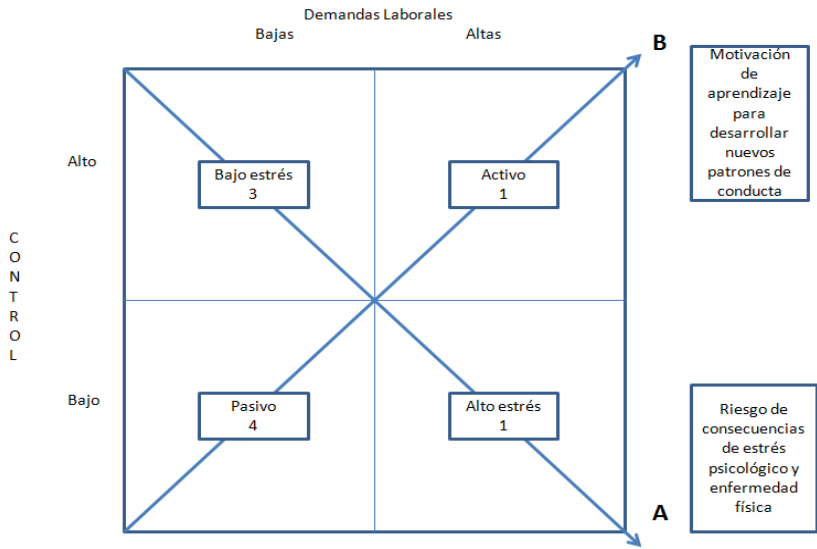 Demandas Laborales
Bajas
Altas
B
Motivación
de
aprendizaje
para
desarrollar
nuevos
patrones de
conducta
Alto
Bajo estrés
3
Activo
1
C
O
N
T
R
O
L
Bajo
Pasivo
4
Alto estrés
1
Riesgo de
consecuencias
de estrés
psicológico y
enfermedad
física
A